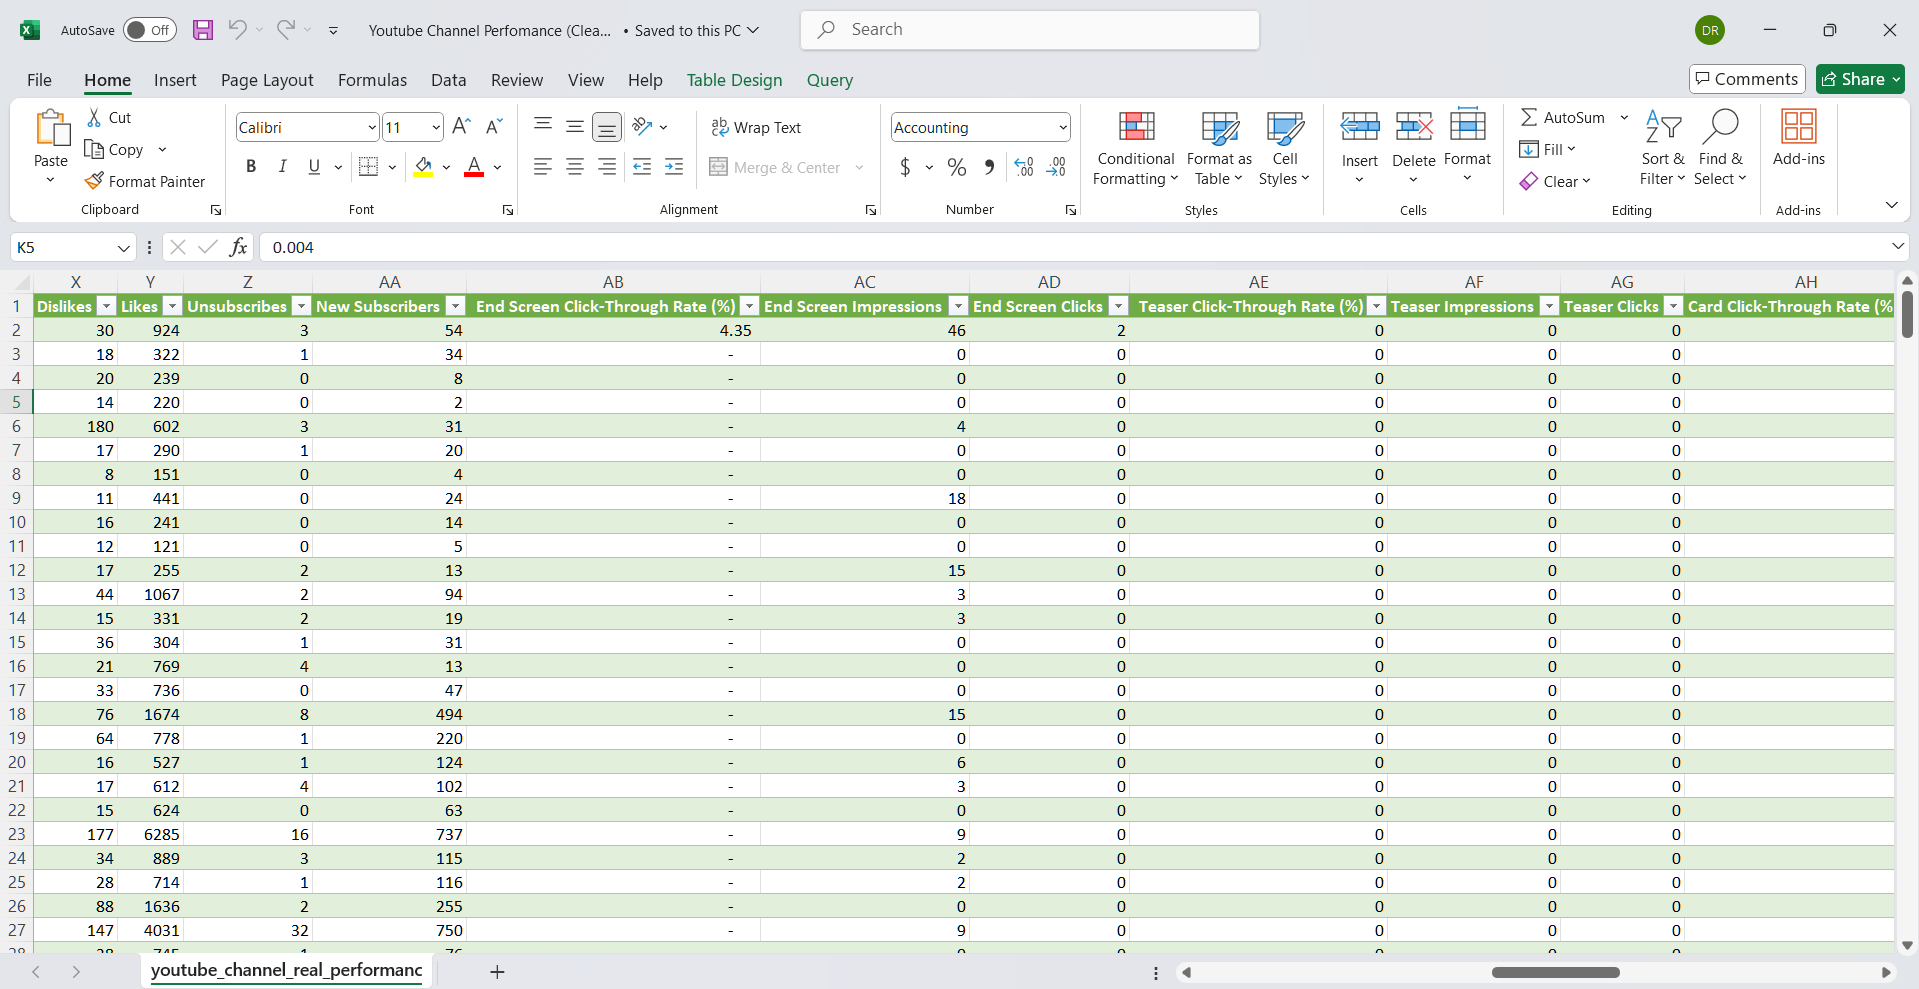 AutoSave Off Youtube Channel Perfomance (Clea... • Saved to this PC Search DR
File Home Insert Page Layout Formulas Data Review View Help Table Design Query Comments Share
Paste Cut Copy Format Painter Clipboard
Calibri 11 B I U A Font
ab Wrap Text Merge & Center Alignment
Accounting $ % Number
Conditional Formatting Format as Table Cell Styles Styles
Insert Delete Format Cells
AutoSum Fill Clear Sort & Filter Find & Select Editing
Add-ins Add-ins
K5 fx 0.004
X Y Z AA AB AC AD AE AF AG AH
1 Dislikes Likes Unsubscribes New Subscribers End Screen Click-Through Rate (%) End Screen Impressions End Screen Clicks Teaser Click-Through Rate (%) Teaser Impressions Teaser Clicks Card Click-Through Rate (%
2 30 924 3 54 4.35 46 2 0 0 0
3 18 322 1 34 - 0 0 0 0 0
4 20 239 0 8 - 0 0 0 0 0
5 14 220 0 2 - 0 0 0 0 0
6 180 602 3 31 - 4 0 0 0 0
7 17 290 1 20 - 0 0 0 0 0
8 8 151 0 4 - 0 0 0 0 0
9 11 441 0 24 - 18 0 0 0 0
10 16 241 0 14 - 0 0 0 0 0
11 12 121 0 5 - 0 0 0 0 0
12 17 255 2 13 - 15 0 0 0 0
13 44 1067 2 94 - 3 0 0 0 0
14 15 331 2 19 - 3 0 0 0 0
15 36 304 1 31 - 0 0 0 0 0
16 21 769 4 13 - 0 0 0 0 0
17 33 736 0 47 - 0 0 0 0 0
18 76 1674 8 494 - 15 0 0 0 0
19 64 778 1 220 - 0 0 0 0 0
20 16 527 1 124 - 6 0 0 0 0
21 17 612 4 102 - 3 0 0 0 0
22 15 624 0 63 - 0 0 0 0 0
23 177 6285 16 737 - 9 0 0 0 0
24 34 889 3 115 - 2 0 0 0 0
25 28 714 1 116 - 2 0 0 0 0
26 88 1636 2 255 - 0 0 0 0 0
27 147 4031 32 750 - 9 0 0 0 0
youtube_channel_real_performanc